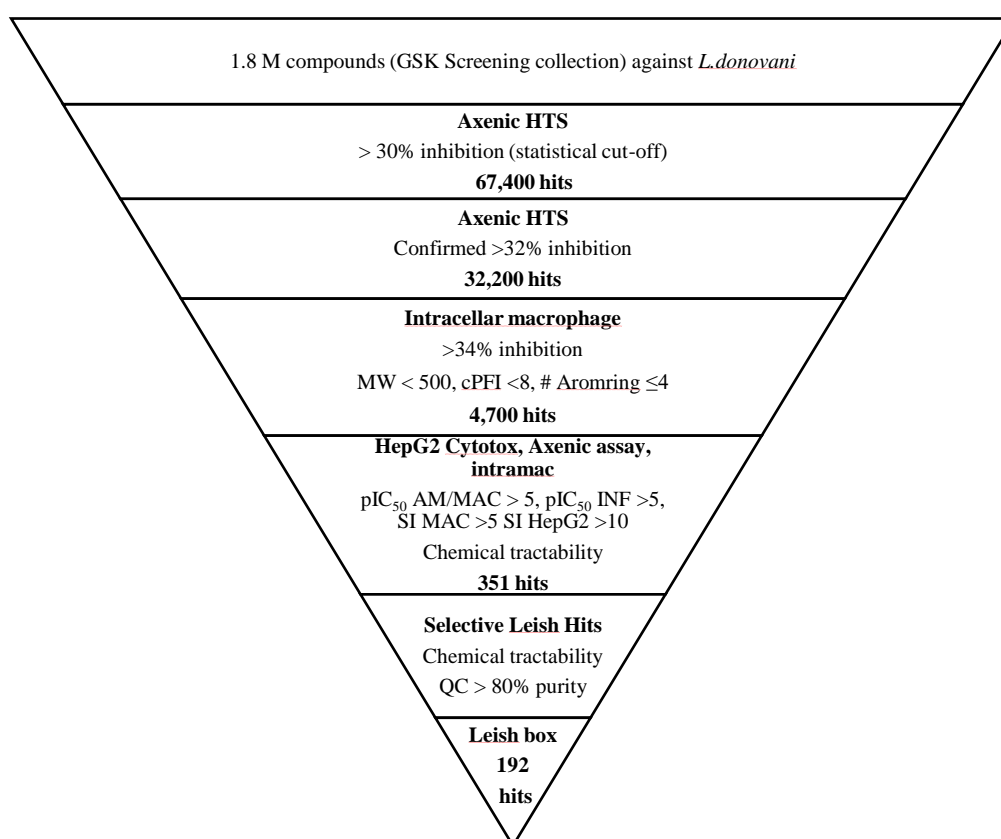 1.8 M compounds (GSK Screening collection) against L.donovani
Axenic HTS
> 30% inhibition (statistical cut-off)
67,400 hits
Axenic HTS
Confirmed >32% inhibition
32,200 hits
Intracellar macrophage
>34% inhibition
MW < 500, cPFI <8, # Aromring ≤4
4,700 hits
HepG2 Cytotox, Axenic assay,
intramac
pIC₅₀ AM/MAC > 5, pIC₅₀ INF >5,
SI MAC >5 SI HepG2 >10
Chemical tractability
351 hits
Selective Leish Hits
Chemical tractability
QC > 80% purity
Leish box
192
hits